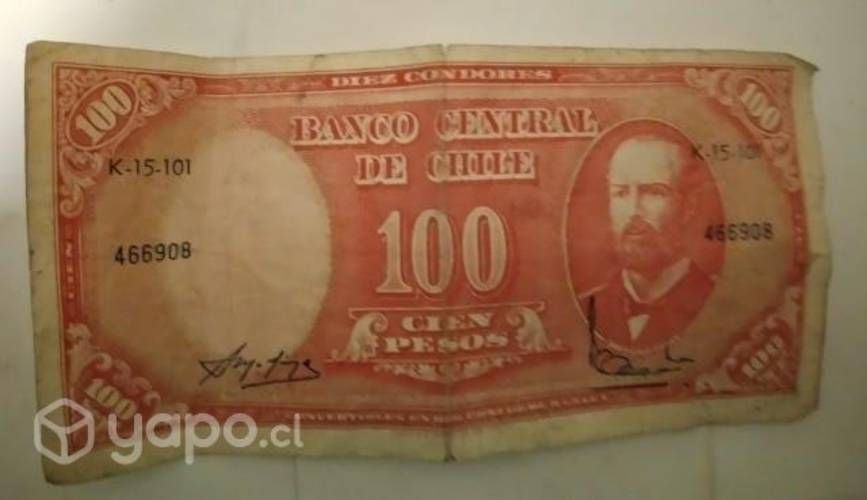 DIEZ CONDORES
100
100
BANCO CENTRAL
DE CHILE
K-15-101
K-15-101
466908
466908
100
CIEN
CIEN
PESOS
100
100
yapo.cl